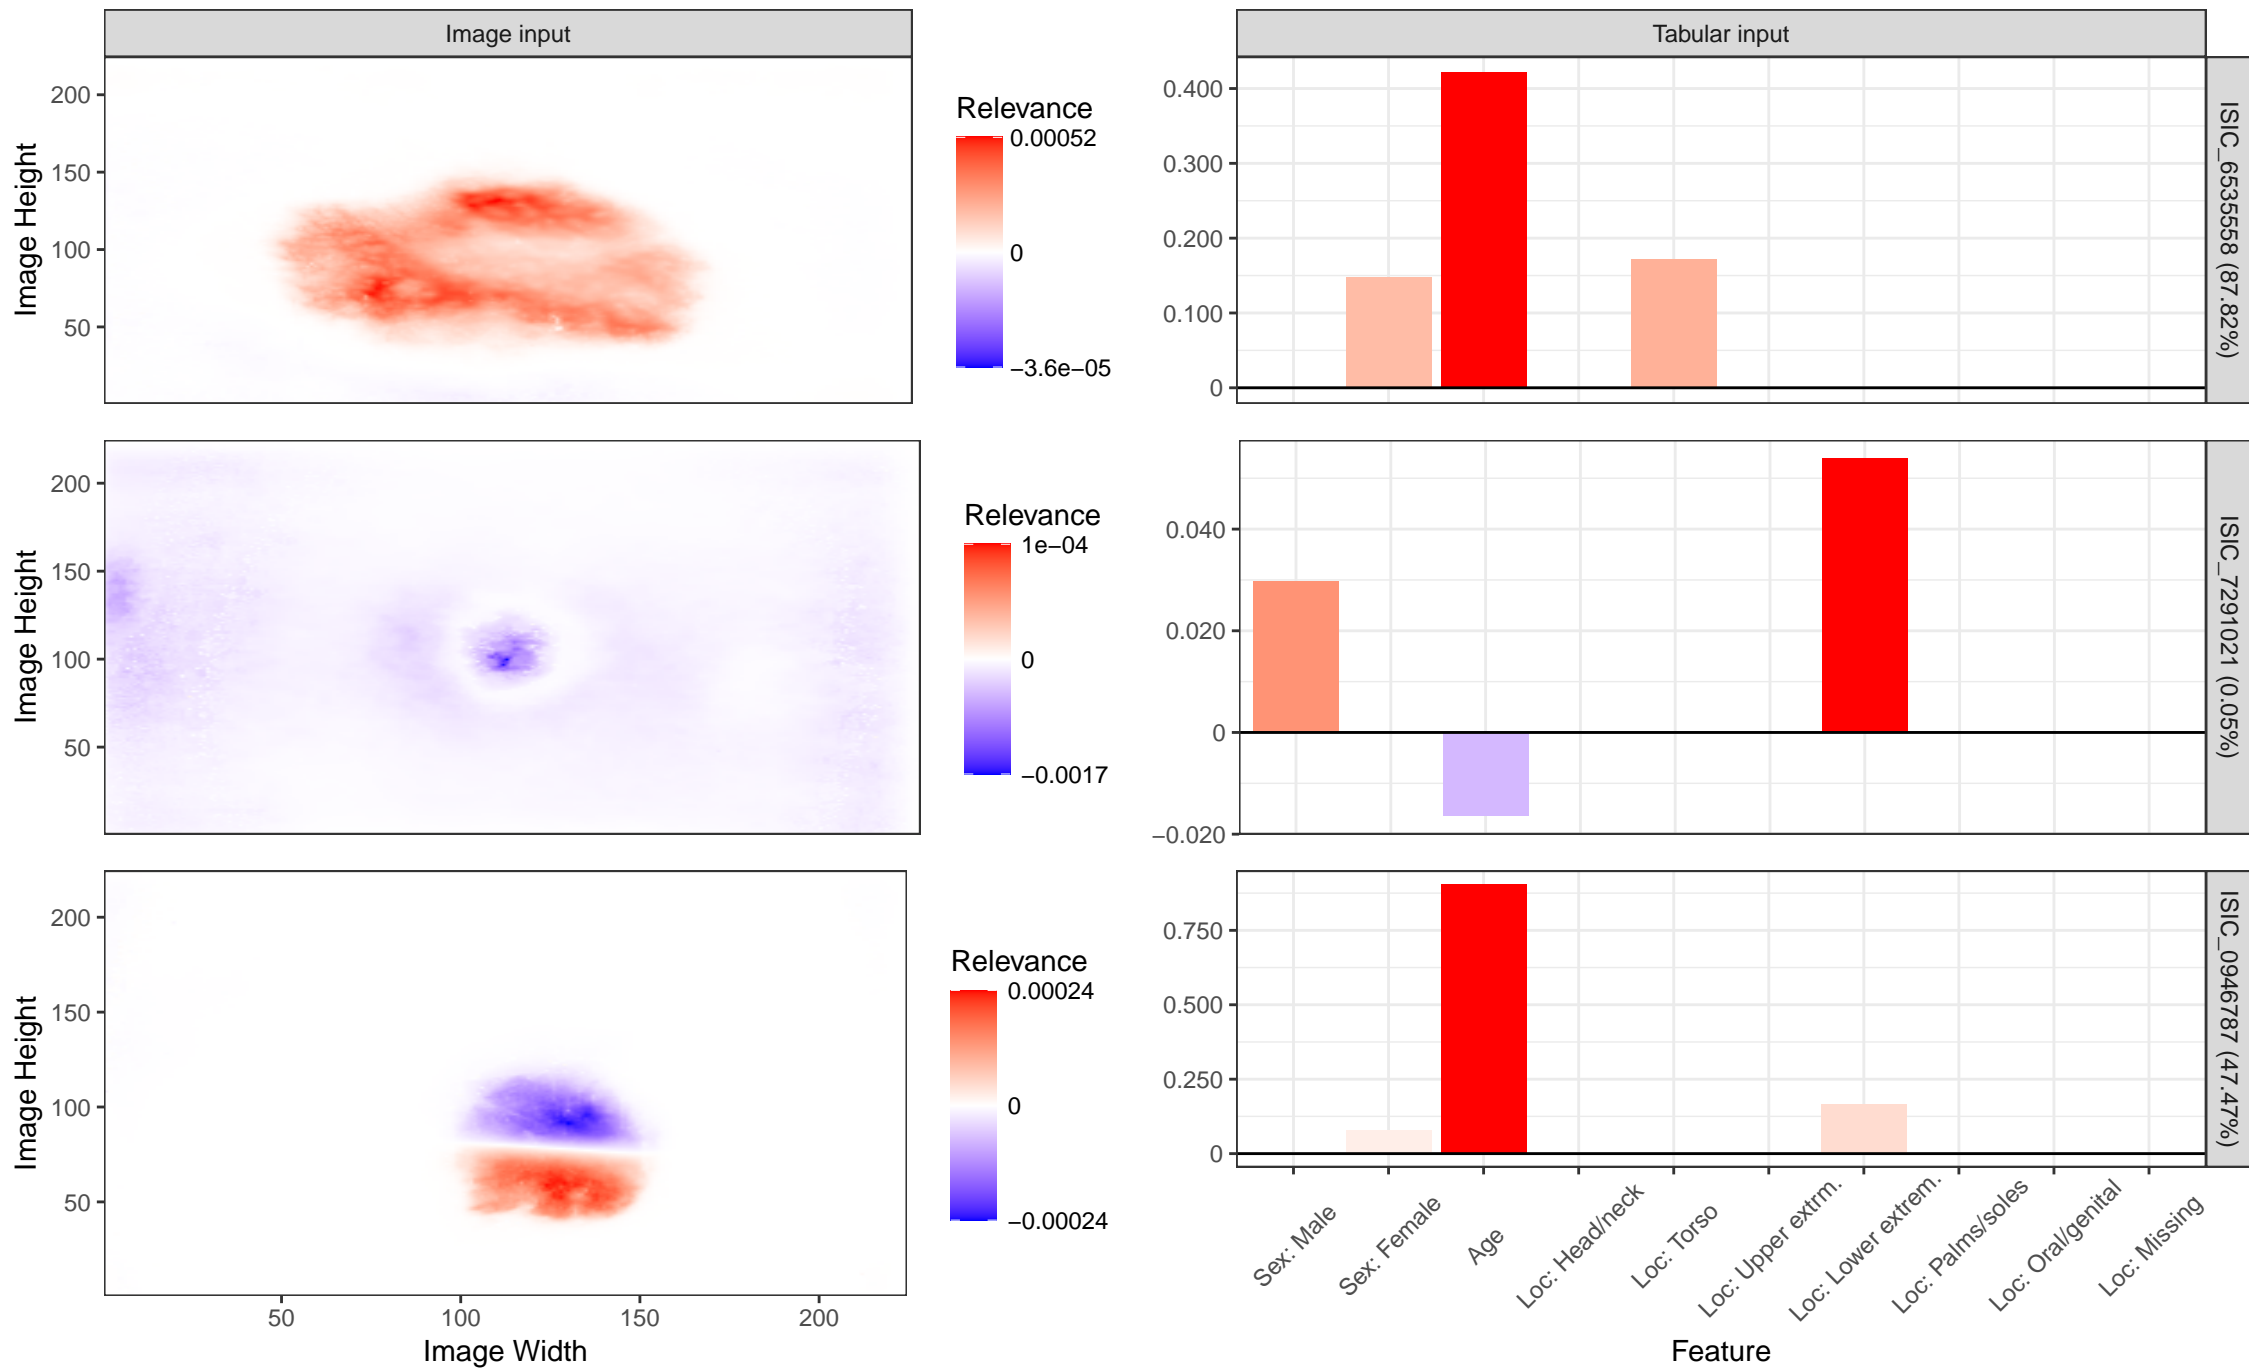 Image input
Tabular input
200
150
100
50
Image Height
Relevance
0.00052
0
−3.6e−05
0.400
0.300
0.200
0.100
0
ISIC_6535558 (87.82%)
200
150
100
50
Image Height
Relevance
1e−04
0
−0.0017
0.040
0.020
0
−0.020
ISIC_7291021 (0.05%)
200
150
100
50
Image Height
Relevance
0.00024
0
−0.00024
0.750
0.500
0.250
0
ISIC_0946787 (47.47%)
50
100
150
200
Image Width
Sex: Male
Sex: Female
Age
Loc: Head/neck
Loc: Torso
Loc: Upper extrm.
Loc: Lower extrem.
Loc: Palms/soles
Loc: Oral/genital
Loc: Missing
Feature